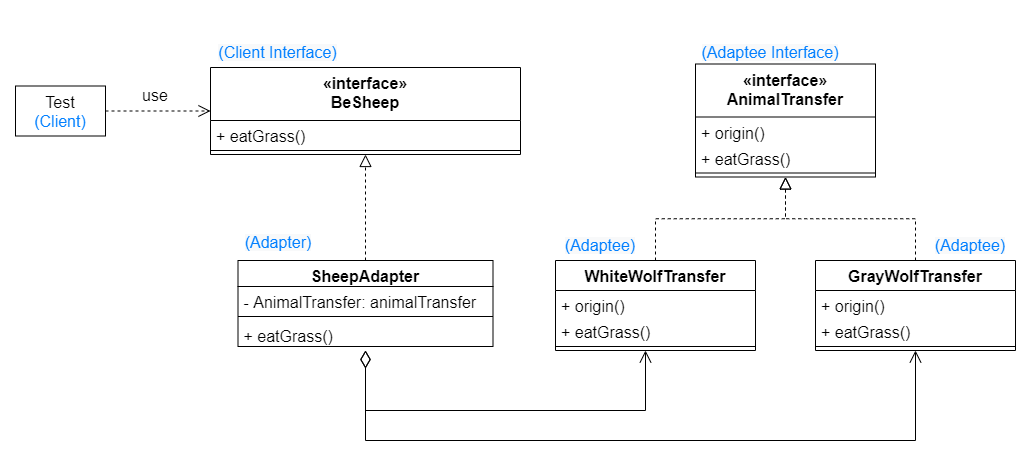 (Client Interface)
(Adaptee Interface)
«interface»
BeSheep
+ eatGrass()
«interface»
AnimalTransfer
+ origin()
+ eatGrass()
Test
(Client)
use
(Adapter)
SheepAdapter
- AnimalTransfer: animalTransfer
+ eatGrass()
(Adaptee)
WhiteWolfTransfer
+ origin()
+ eatGrass()
(Adaptee)
GrayWolfTransfer
+ origin()
+ eatGrass()